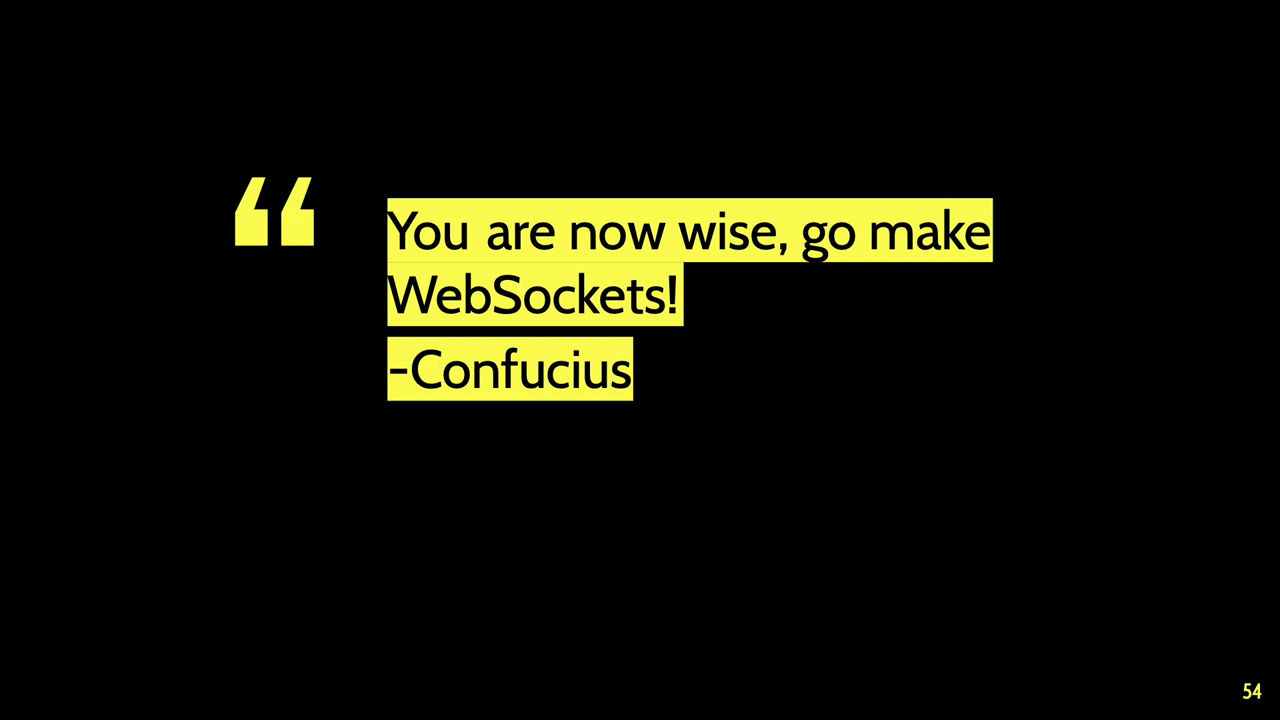 “
You are now wise, go make
WebSockets!
-Confucius
54